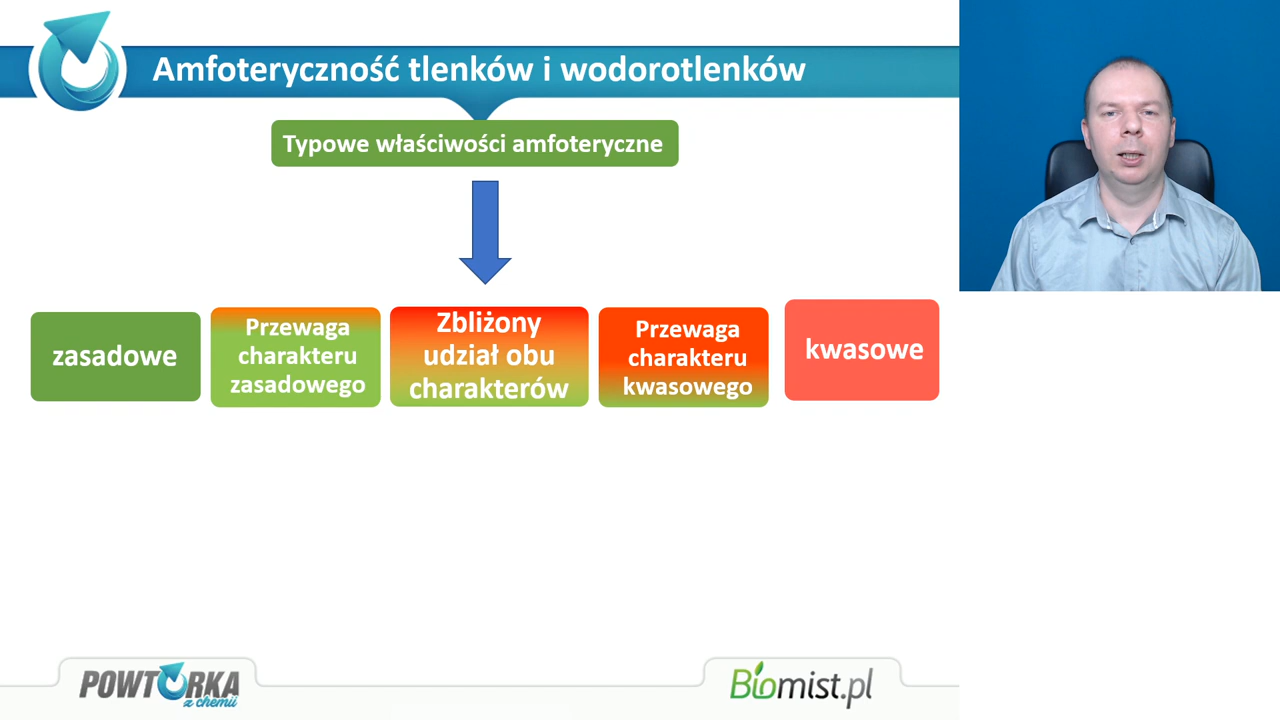 Amfoteryczność tlenków i wodorotlenków
Typowe właściwości amfoteryczne
zasadowe
Przewaga
charakteru
zasadowego
Zbliżony
udział obu
charakterów
Przewaga
charakteru
kwasowego
kwasowe
POWTÓRKA
z chemii
Biomist.pl